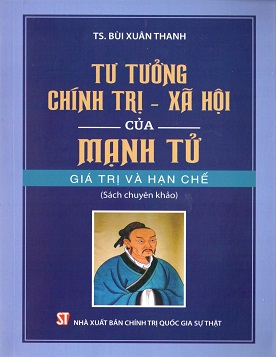 TS. BÙI XUÂN THANH
TƯ TƯỞNG
CHÍNH TRỊ - XÃ HỘI
CỦA
MẠNH TỬ
GIÁ TRỊ VÀ HẠN CHẾ
(Sách chuyên khảo)
ST
NHÀ XUẤT BẢN CHÍNH TRỊ QUỐC GIA SỰ THẬT